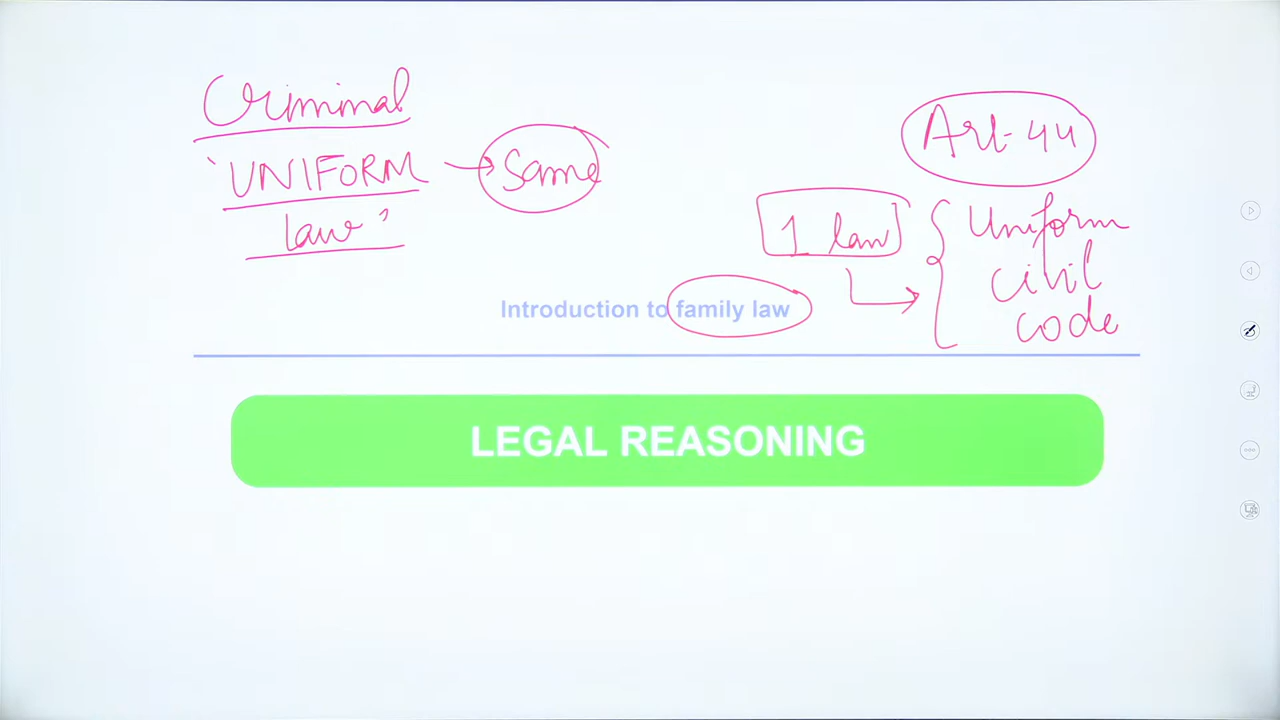 Criminal
'UNIFORM → Same
law'
Art-44
1 law
Uniform
civil
code
Introduction to family law
LEGAL REASONING